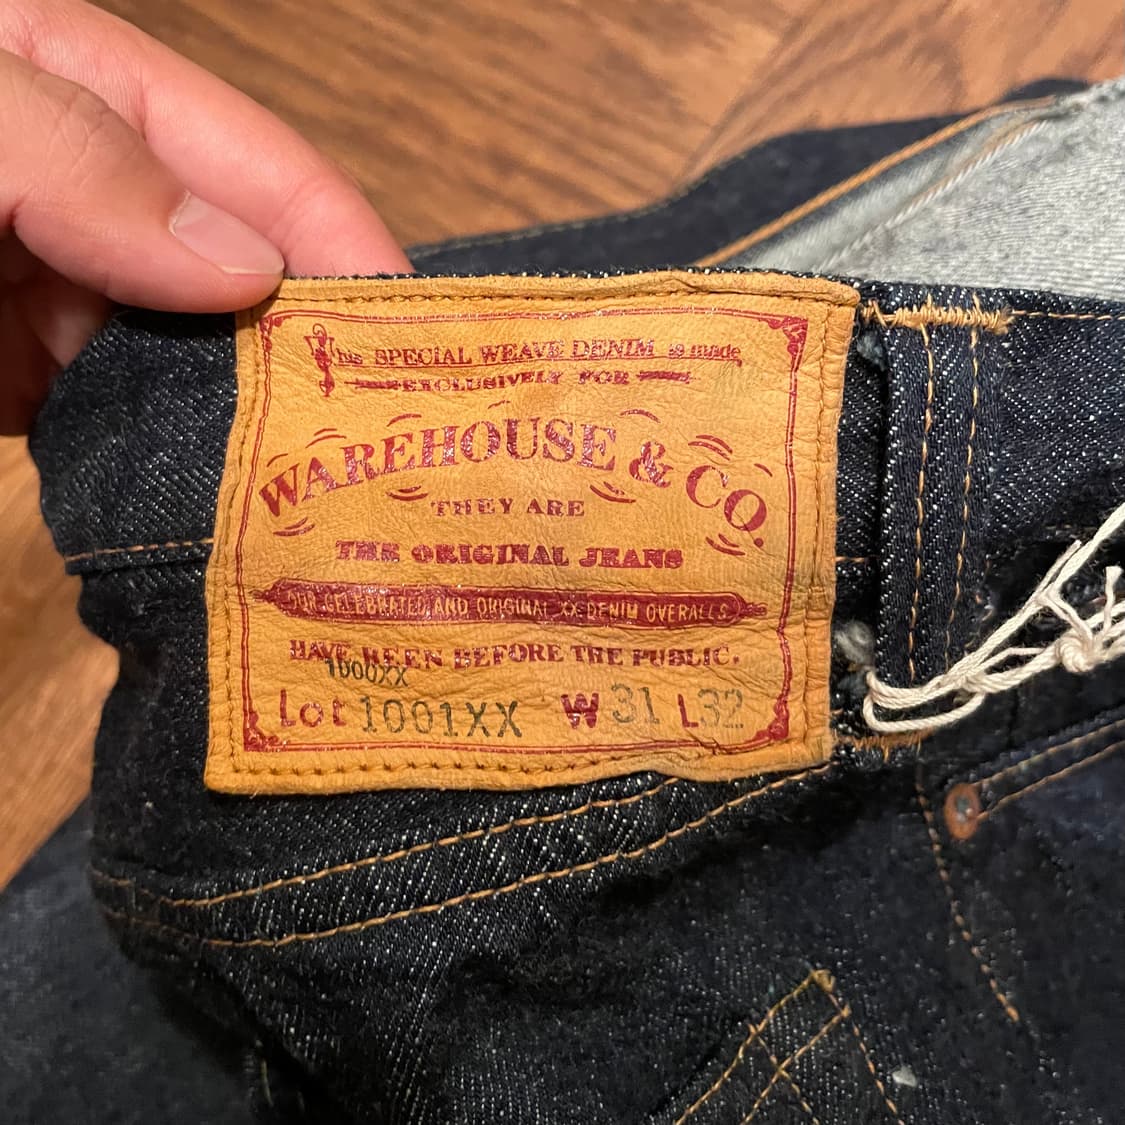 This SPECIAL WEAVE DENIM is made
EXCLUSIVELY FOR
WAREHOUSE & CO.
THEY ARE
THE ORIGINAL JEANS
OUR CELEBRATED AND ORIGINAL XX DENIM OVERALLS
HAVE BEEN BEFORE THE PUBLIC.
1000XX
Lot 1001XX W 31 L 32